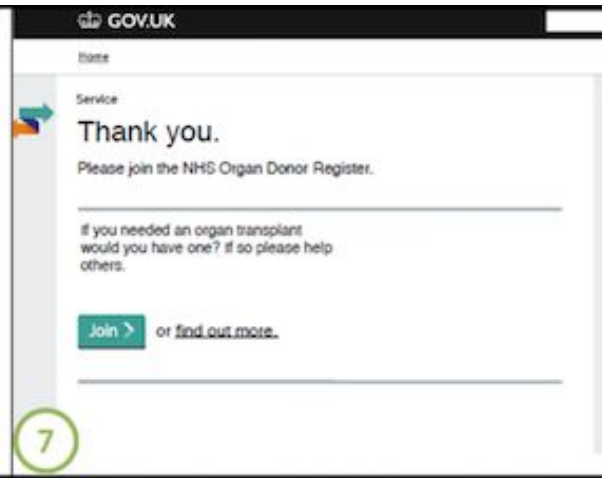 GOV.UK
Home
Service
Thank you.
Please join the NHS Organ Donor Register.
If you needed an organ transplant
would you have one? If so please help
others.
Join > or find out more.
7